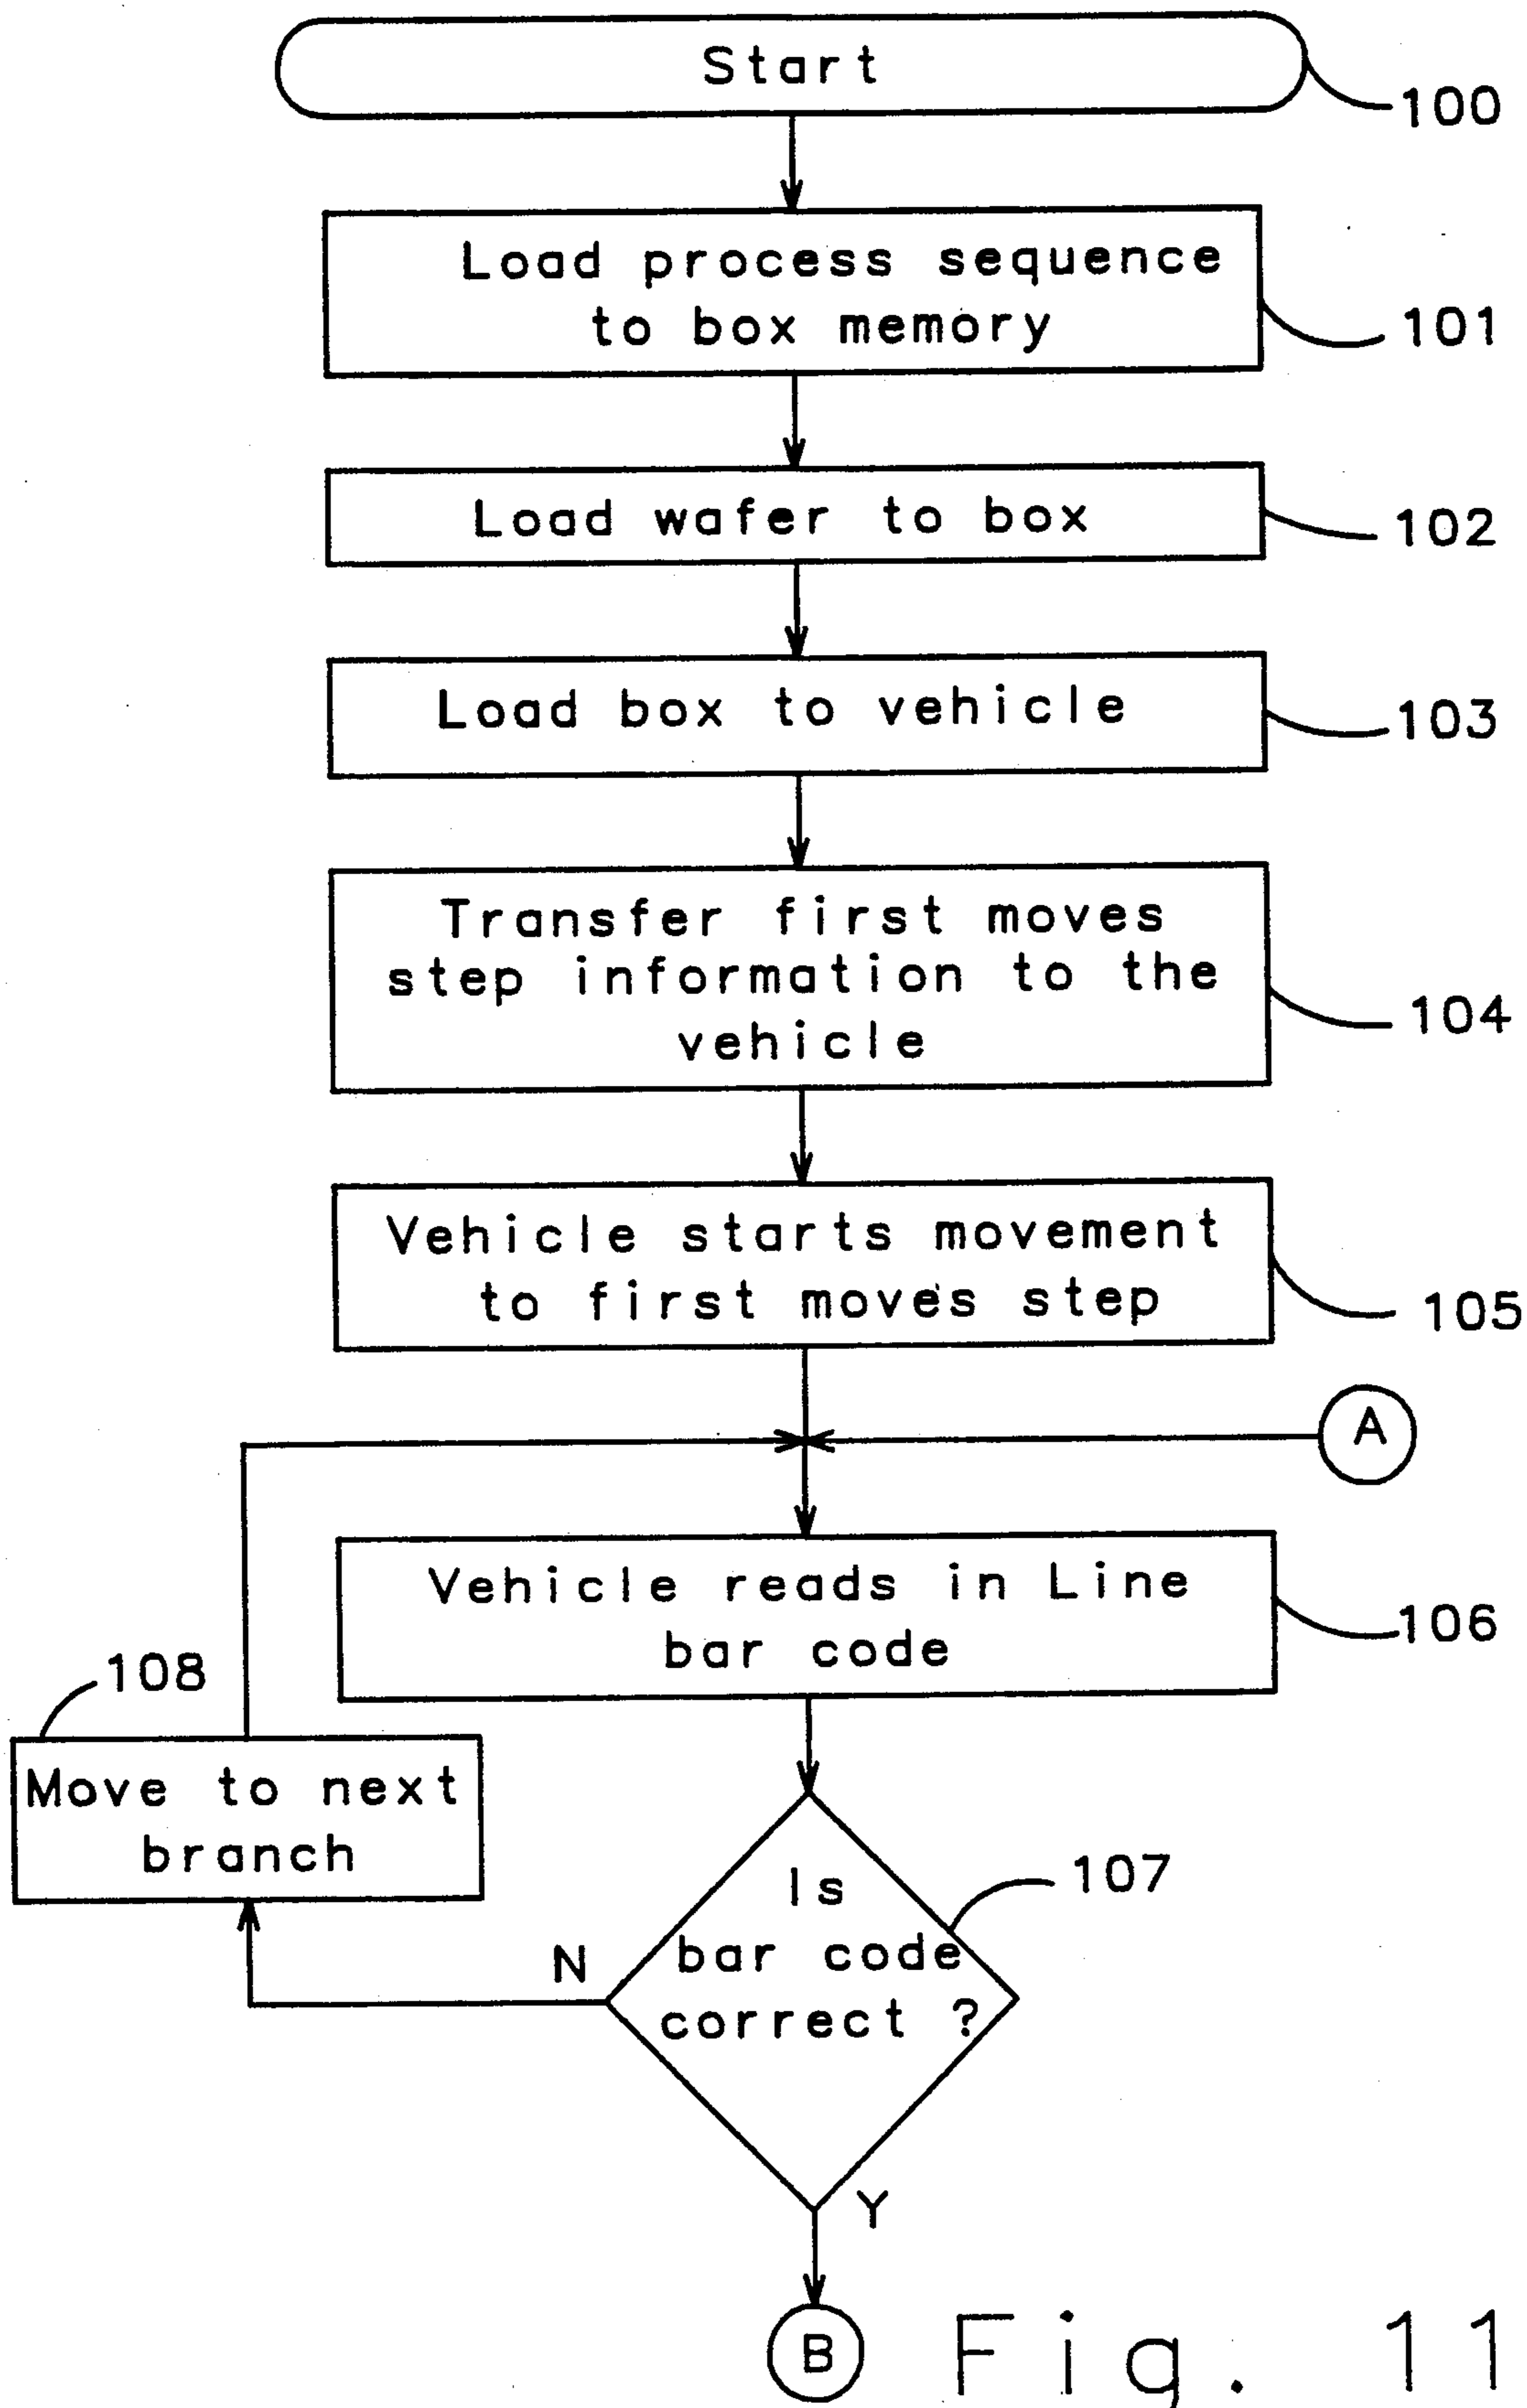 Start
100
Load process sequence
to box memory
101
Load wafer to box
102
Load box to vehicle
103
Transfer first moves
step information to the
vehicle
104
Vehicle starts movement
to first moves step
105
A
Vehicle reads in Line
bar code
106
108
Move to next
branch
Is
bar code
correct ?
107
N
Y
B
Fig. 11